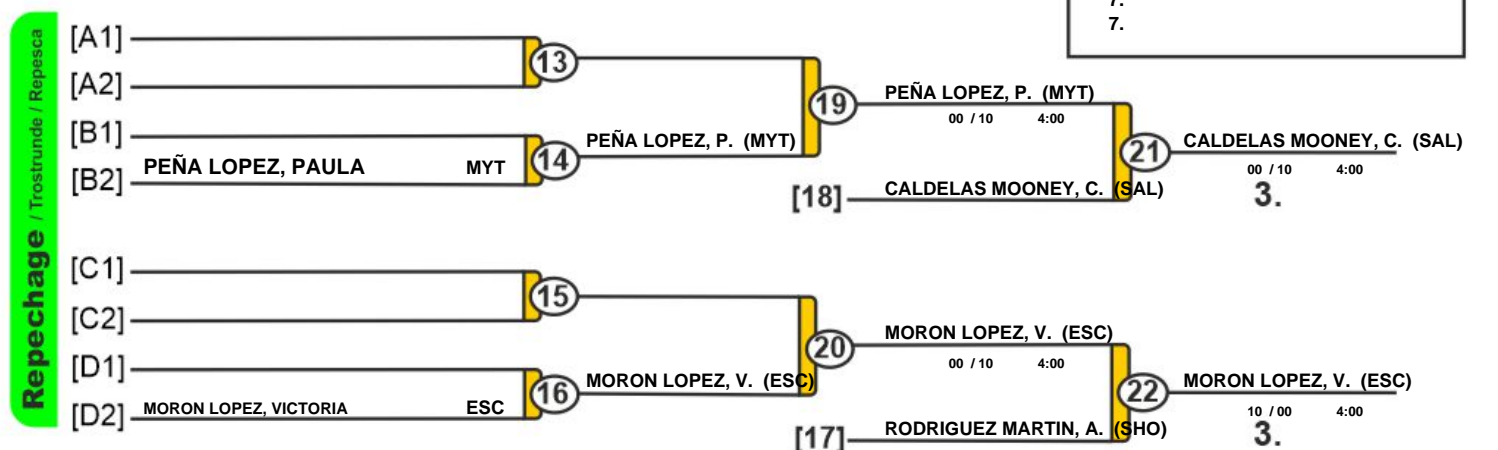 7.
7.
Repechage / Trostrunde / Repesca
[A1]
13
[A2]
19
PEÑA LOPEZ, P. (MYT)
00 / 10 4:00
[B1]
PEÑA LOPEZ, P. (MYT)
14
21
CALDELAS MOONEY, C. (SAL)
00 / 10 4:00
3.
[B2] PEÑA LOPEZ, PAULA MYT
[18] CALDELAS MOONEY, C. (SAL)
[C1]
15
[C2]
20
MORON LOPEZ, V. (ESC)
00 / 10 4:00
[D1]
MORON LOPEZ, V. (ESC)
16
22
MORON LOPEZ, V. (ESC)
10 / 00 4:00
3.
[D2] MORON LOPEZ, VICTORIA ESC
[17] RODRIGUEZ MARTIN, A. (SHO)